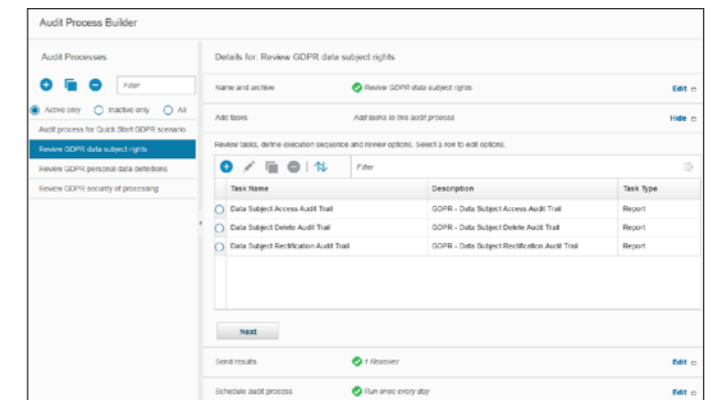 Audit Process Builder
Audit Processes
Details for: Review GDPR data subject rights
Filter
Name and archive
Review GDPR data subject rights
Edit
Active only
Inactive only
All
Add tasks
Add tasks to this audit process
Hide
Audit process for Quick Start GDPR scenario
Review GDPR data subject rights
Review tasks, define execution sequence and review options. Select a row to edit options.
Review GDPR personal data definitions
Filter
Review GDPR security of processing
Task Name
Description
Task Type
Data Subject Access Audit Trail
GDPR - Data Subject Access Audit Trail
Report
Data Subject Delete Audit Trail
GDPR - Data Subject Delete Audit Trail
Report
Data Subject Rectification Audit Trail
GDPR - Data Subject Rectification Audit Trail
Report
Next
Send results
1 Receiver
Edit
Schedule audit process
Run once every day
Edit